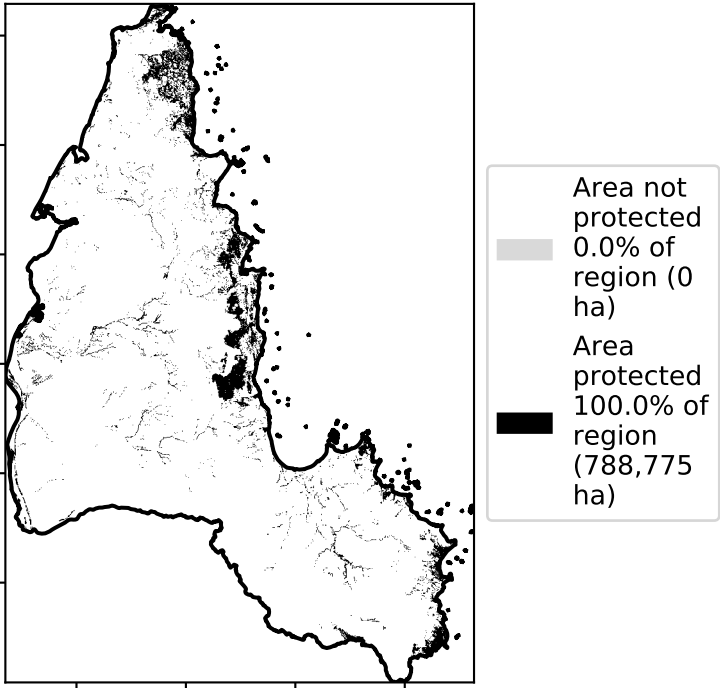 Area not
protected
0.0% of
region (0
ha)
Area
protected
100.0% of
region
(788,775
ha)